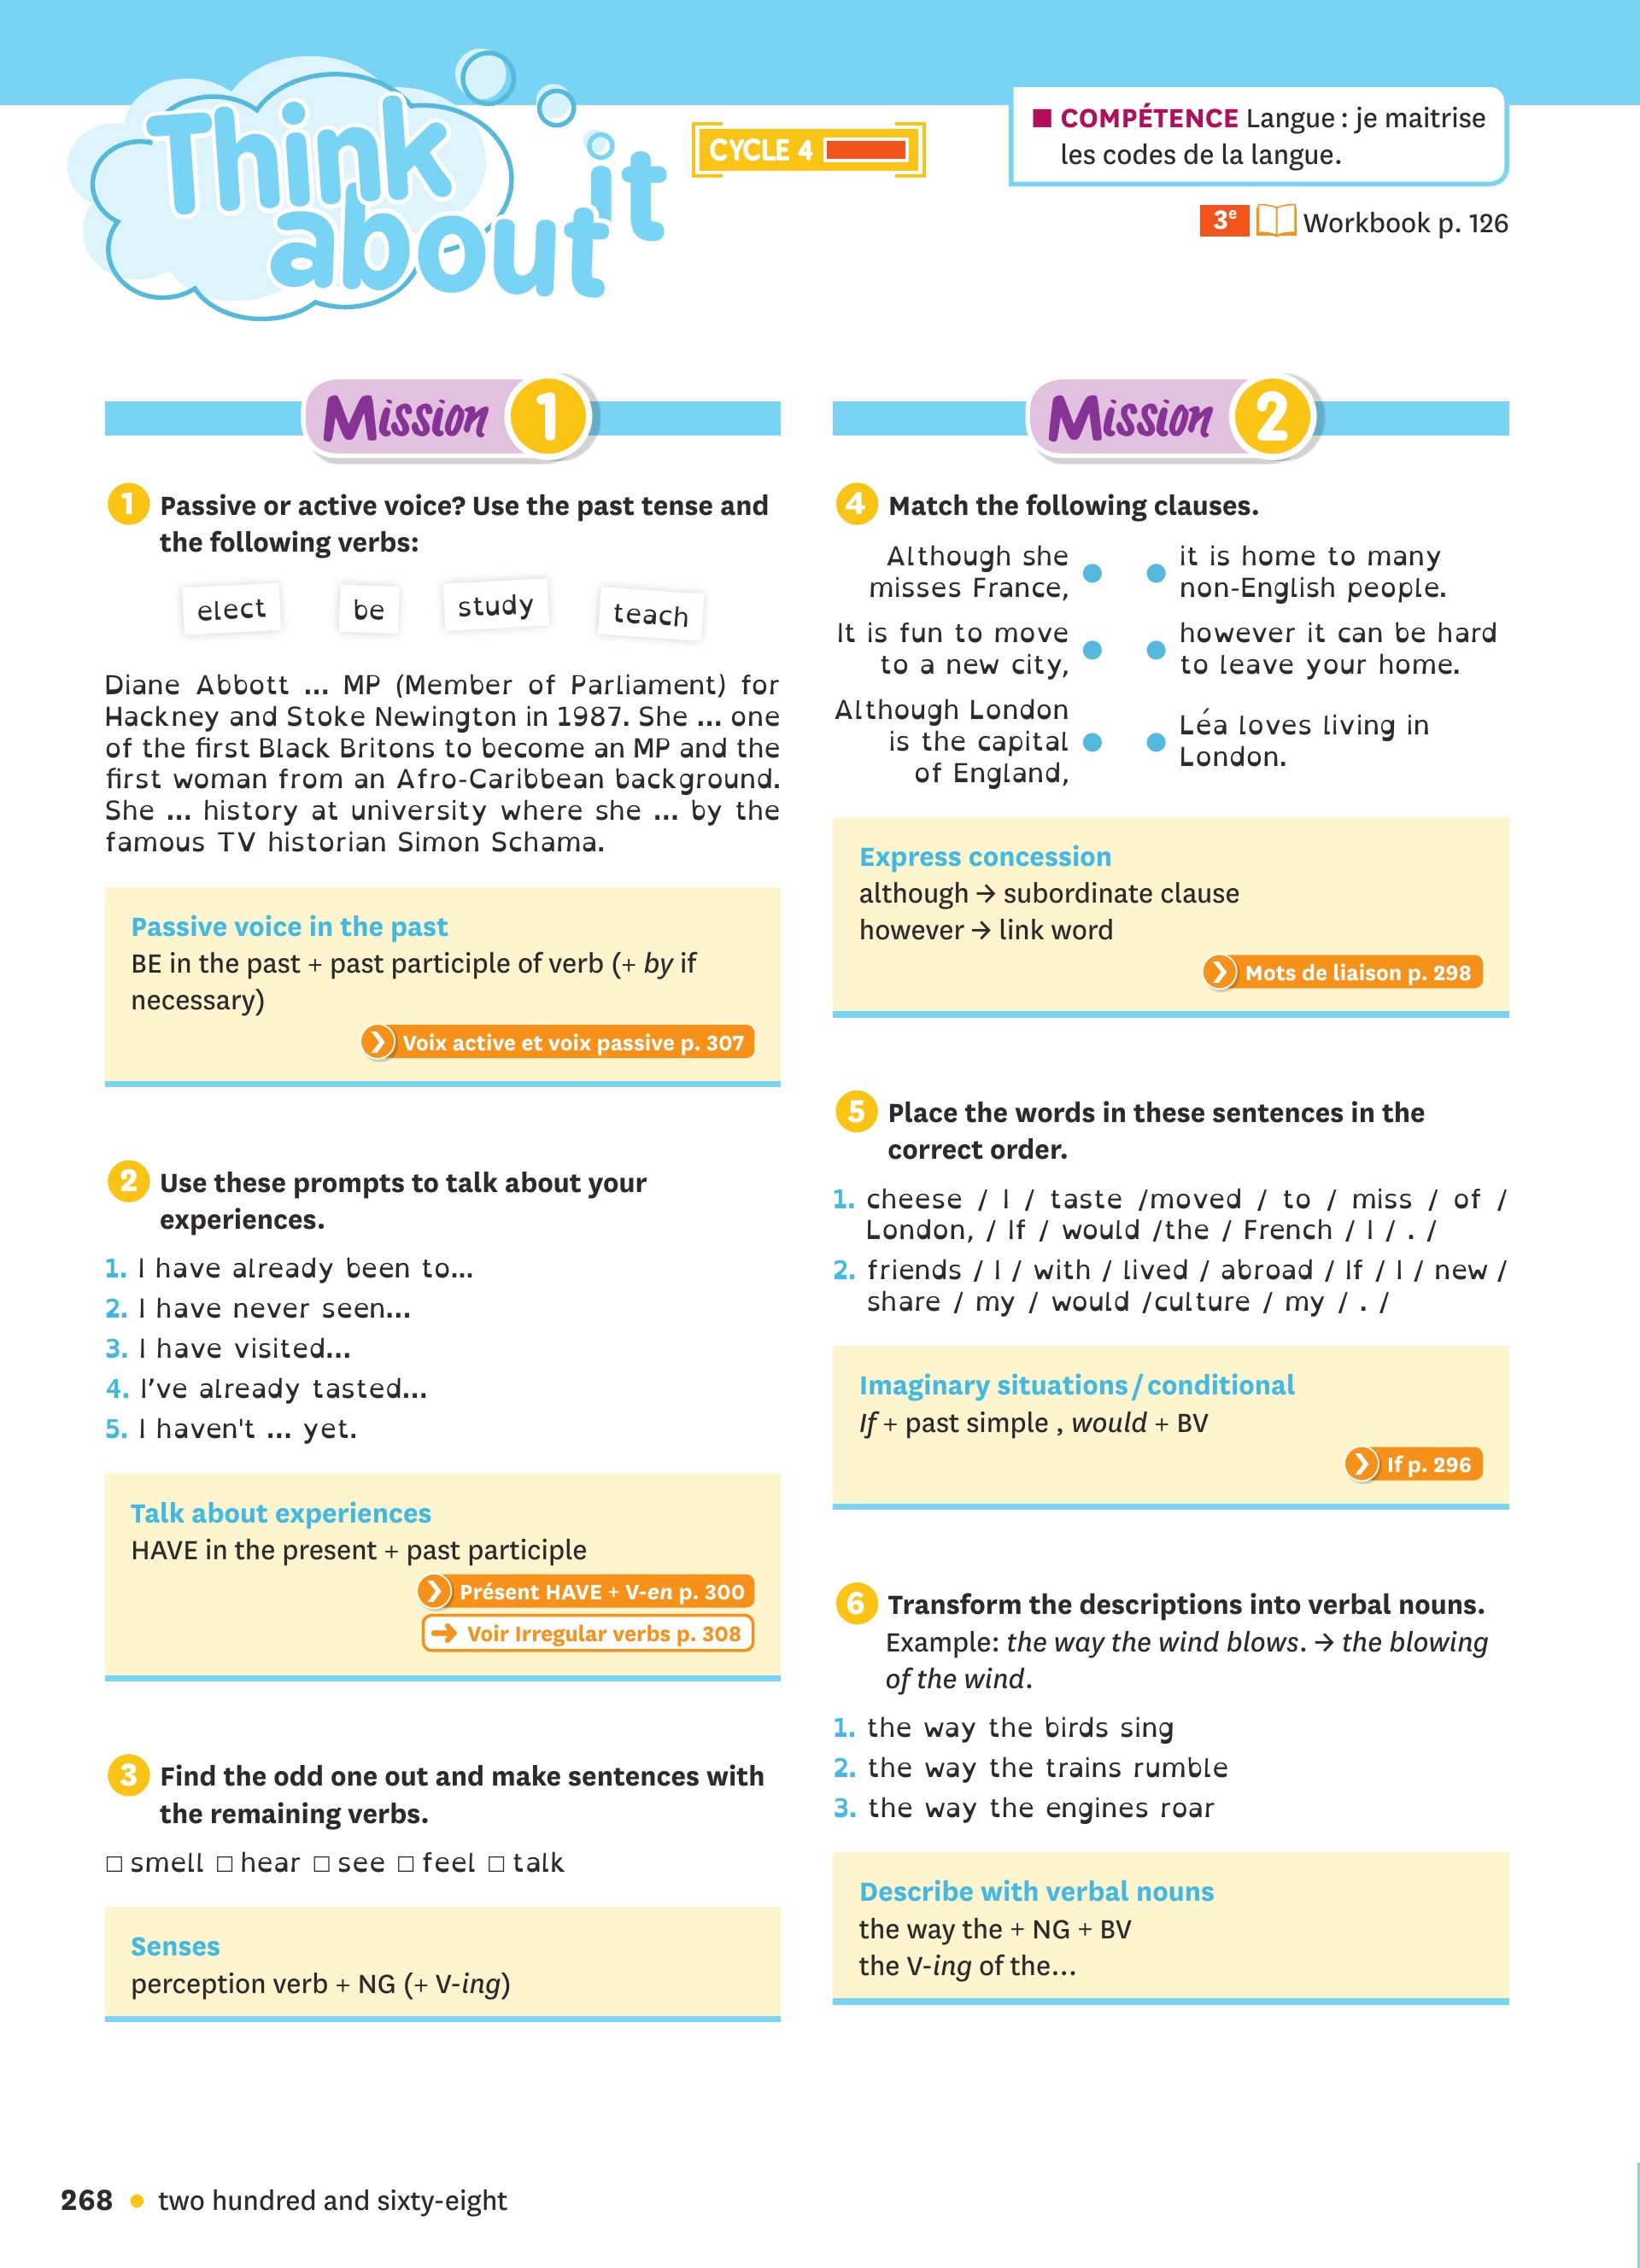 Think
about it
CYCLE 4
■ COMPÉTENCE Langue : je maitrise
les codes de la langue.
3e Workbook p. 126
Mission 1
1 Passive or active voice? Use the past tense and
the following verbs:
elect be study teach
Diane Abbott ... MP (Member of Parliament) for
Hackney and Stoke Newington in 1987. She ... one
of the first Black Britons to become an MP and the
first woman from an Afro-Caribbean background.
She ... history at university where she ... by the
famous TV historian Simon Schama.
Passive voice in the past
BE in the past + past participle of verb (+ by if
necessary)
Voix active et voix passive p. 307
2 Use these prompts to talk about your
experiences.
1. I have already been to...
2. I have never seen...
3. I have visited...
4. I’ve already tasted...
5. I haven't ... yet.
Talk about experiences
HAVE in the present + past participle
Présent HAVE + V-en p. 300
→ Voir Irregular verbs p. 308
3 Find the odd one out and make sentences with
the remaining verbs.
□ smell □ hear □ see □ feel □ talk
Senses
perception verb + NG (+ V-ing)
Mission 2
4 Match the following clauses.
Although she
misses France,
it is home to many
non-English people.
It is fun to move
to a new city,
however it can be hard
to leave your home.
Although London
is the capital
of England,
Léa loves living in
London.
Express concession
although → subordinate clause
however → link word
Mots de liaison p. 298
5 Place the words in these sentences in the
correct order.
1. cheese / I / taste /moved / to / miss / of /
London, / If / would /the / French / I / . /
2. friends / I / with / lived / abroad / If / I / new /
share / my / would /culture / my / . /
Imaginary situations / conditional
If + past simple , would + BV
If p. 296
6 Transform the descriptions into verbal nouns.
Example: the way the wind blows. → the blowing
of the wind.
1. the way the birds sing
2. the way the trains rumble
3. the way the engines roar
Describe with verbal nouns
the way the + NG + BV
the V-ing of the...
268 • two hundred and sixty-eight